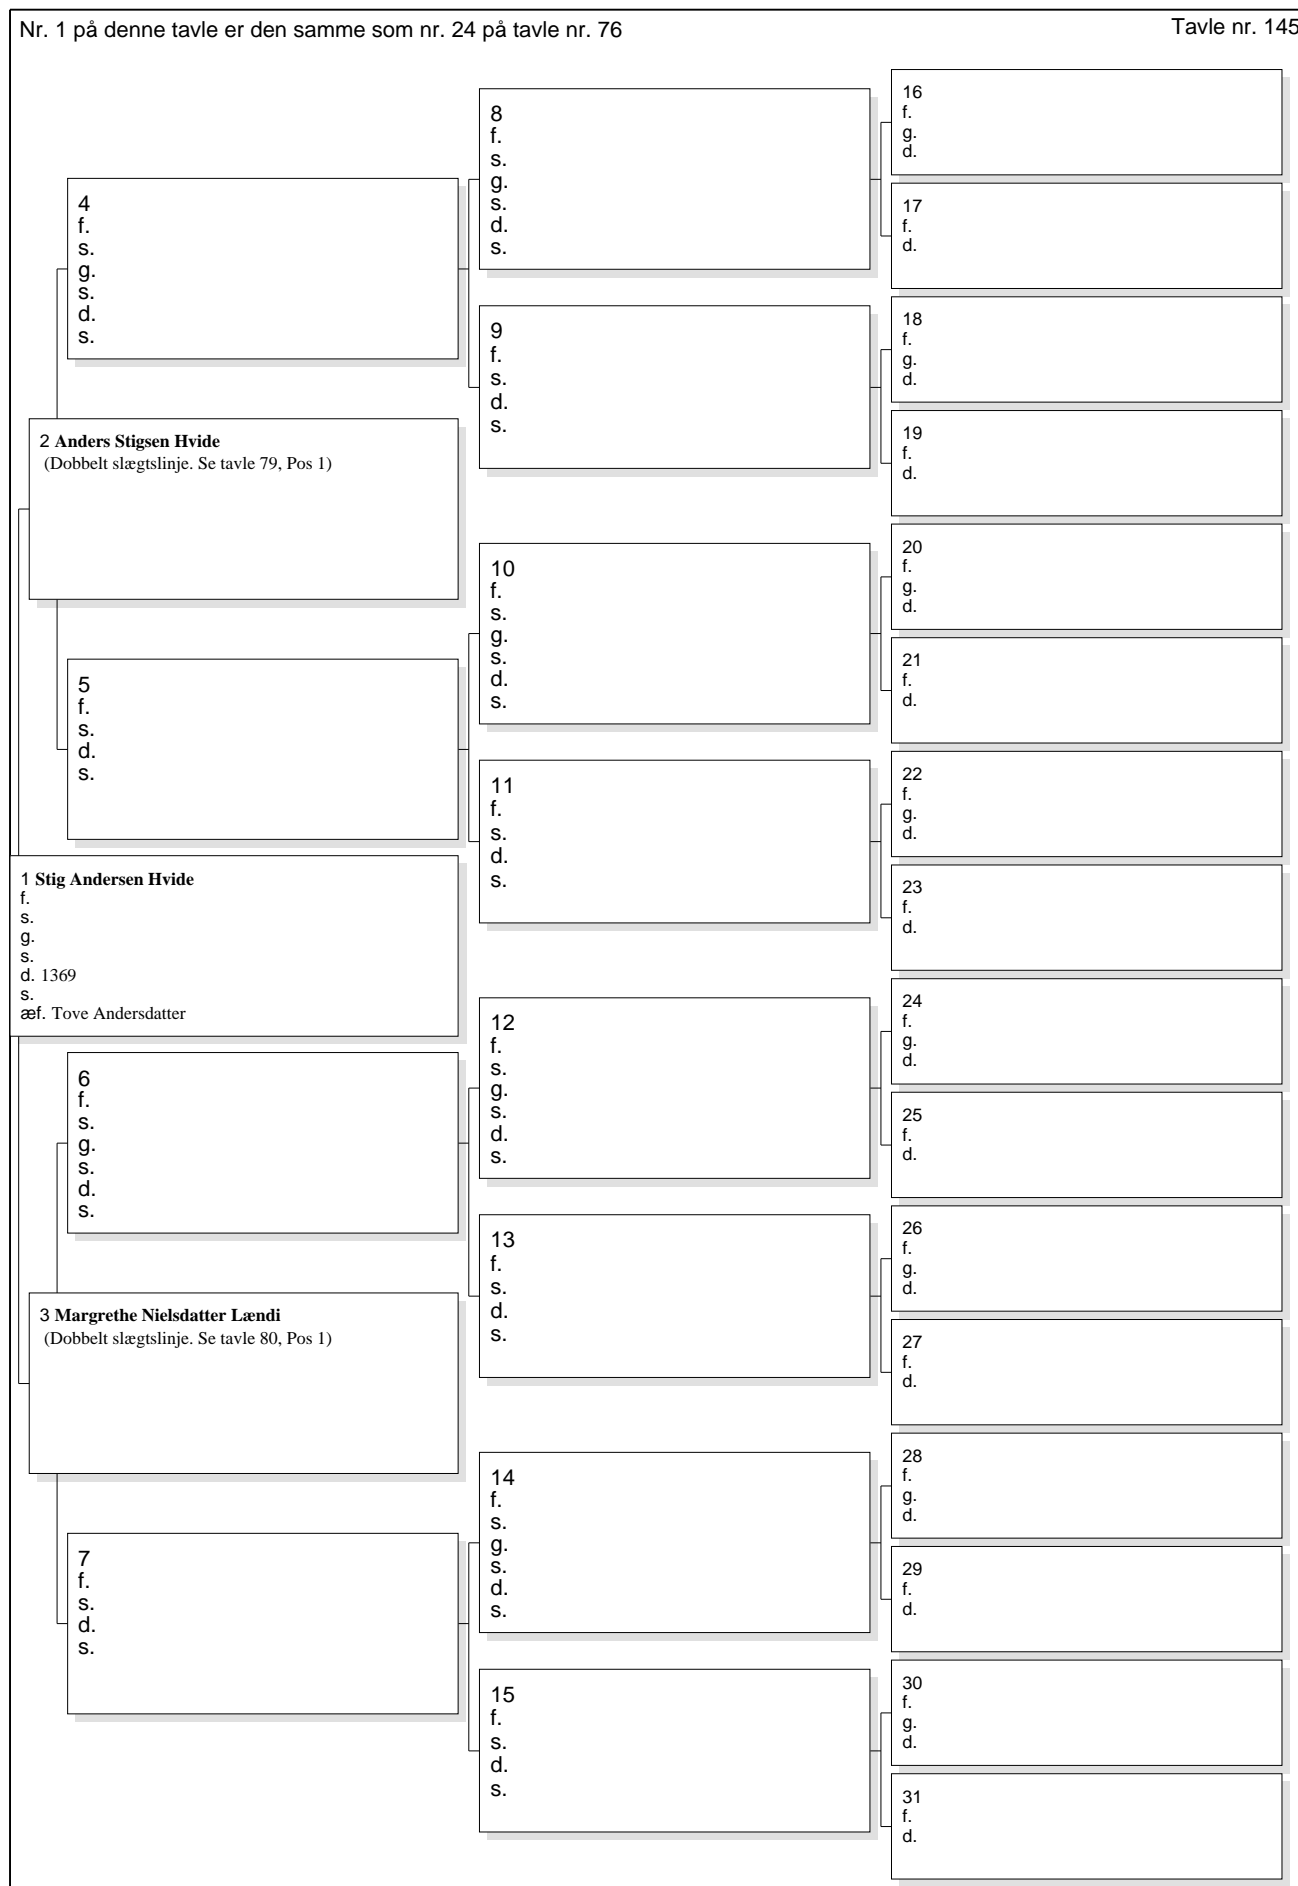 Nr. 1 på denne tavle er den samme som nr. 24 på tavle nr. 76
Tavle nr. 145
1 Stig Andersen Hvide
f.
s.
g.
s.
d. 1369
s.
æf. Tove Andersdatter
2 Anders Stigsen Hvide
(Dobbelt slægtslinje. Se tavle 79, Pos 1)
3 Margrethe Nielsdatter Lændi
(Dobbelt slægtslinje. Se tavle 80, Pos 1)
4
f.
s.
g.
s.
d.
s.
5
f.
s.
d.
s.
6
f.
s.
g.
s.
d.
s.
7
f.
s.
d.
s.
8
f.
s.
g.
s.
d.
s.
9
f.
s.
d.
s.
10
f.
s.
g.
s.
d.
s.
11
f.
s.
d.
s.
12
f.
s.
g.
s.
d.
s.
13
f.
s.
d.
s.
14
f.
s.
g.
s.
d.
s.
15
f.
s.
d.
s.
16
f.
g.
d.
17
f.
d.
18
f.
g.
d.
19
f.
d.
20
f.
g.
d.
21
f.
d.
22
f.
g.
d.
23
f.
d.
24
f.
g.
d.
25
f.
d.
26
f.
g.
d.
27
f.
d.
28
f.
g.
d.
29
f.
d.
30
f.
g.
d.
31
f.
d.